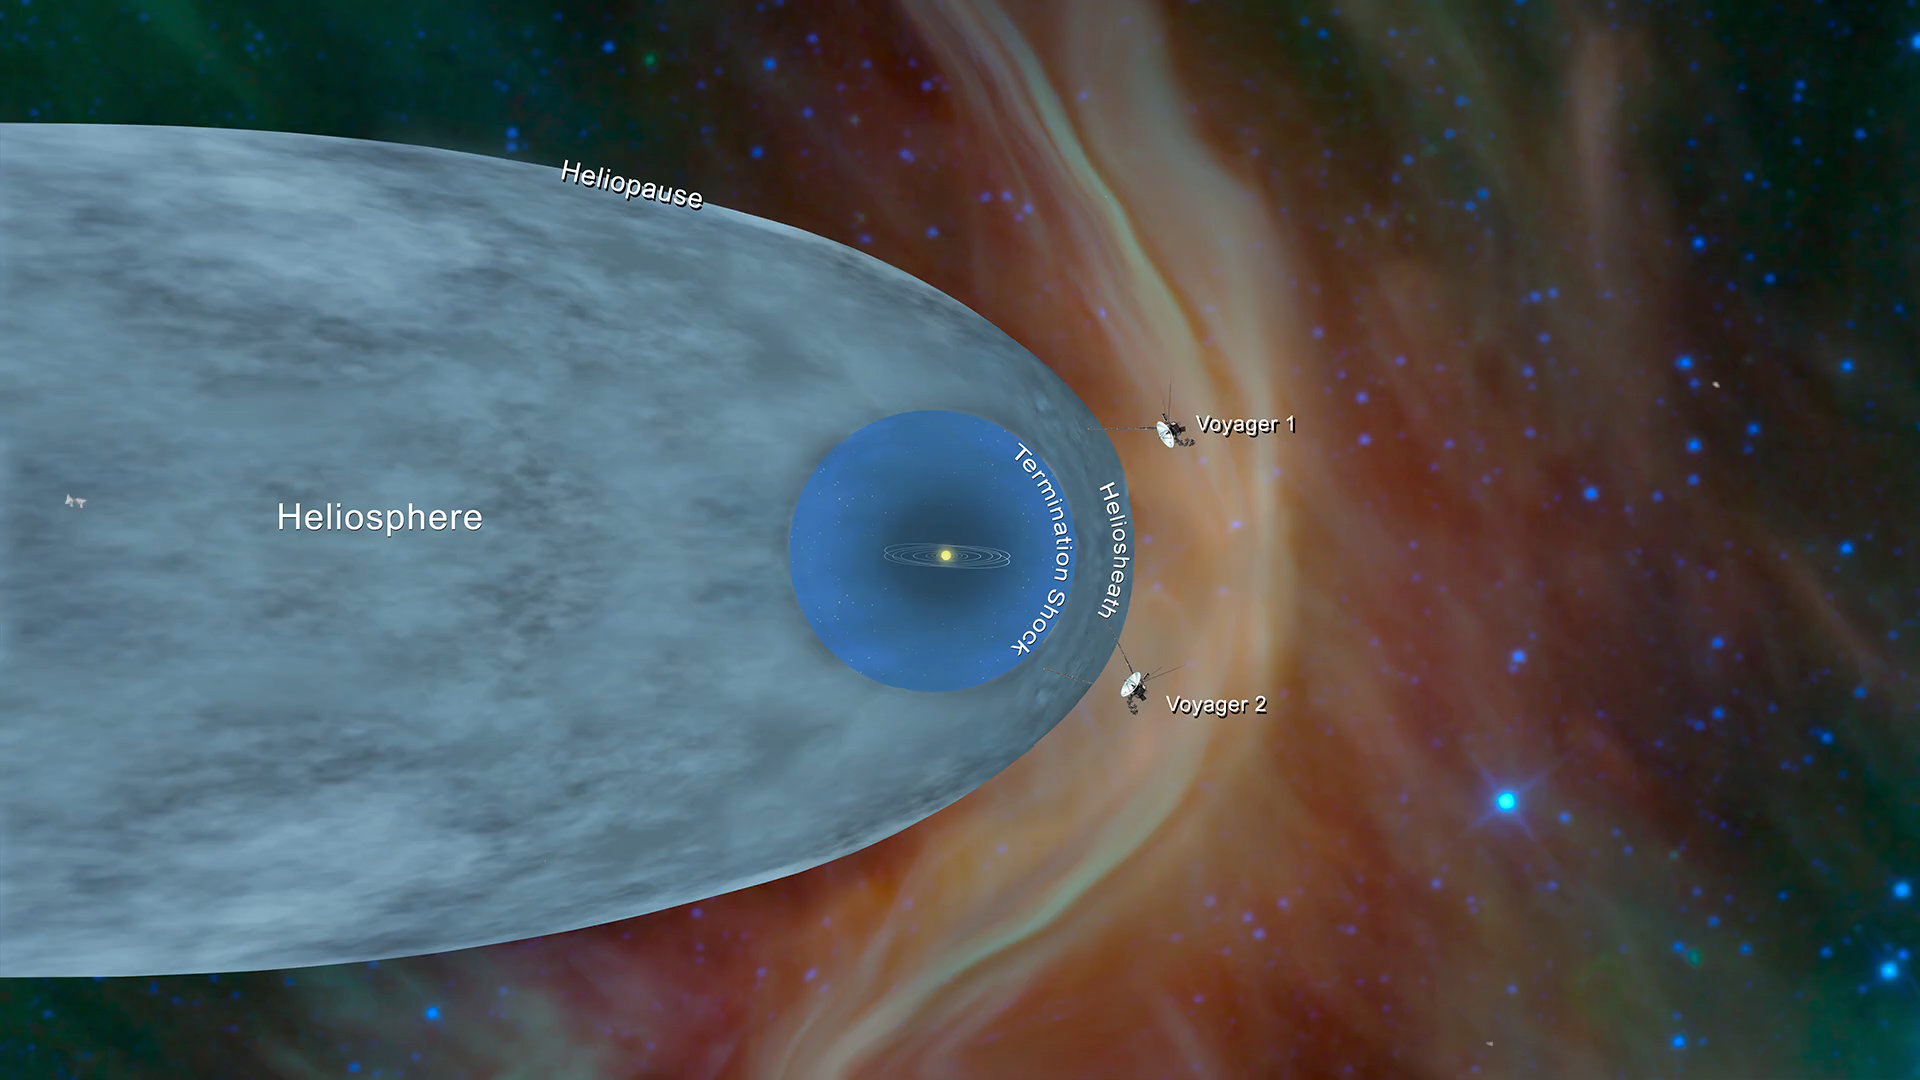 Heliopause
Voyager 1
Termination Shock
Heliosheath
Heliosphere
Voyager 2